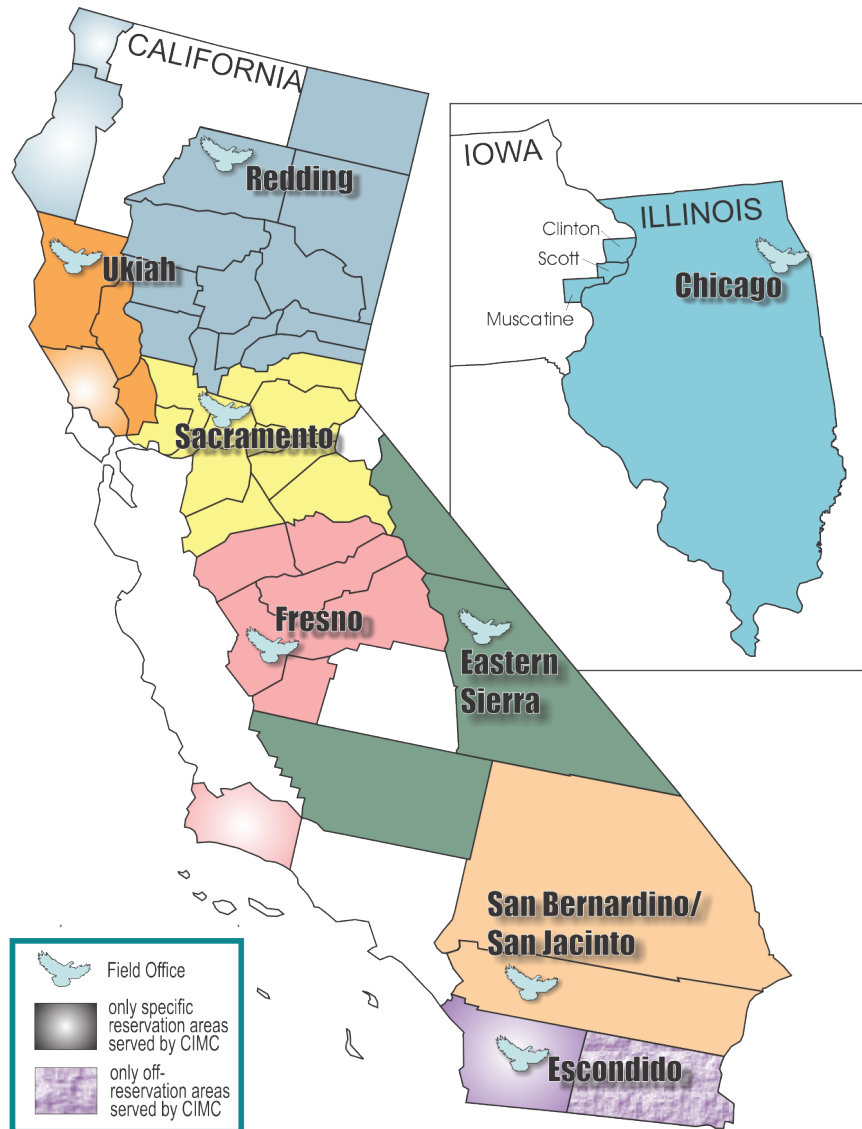 CALIFORNIA
Redding
Ukiah
Sacramento
Fresno
Eastern
Sierra
San Bernardino/
San Jacinto
Escondido
IOWA
ILLINOIS
Clinton
Scott
Muscatine
Chicago
Field Office
only specific
reservation areas
served by CIMC
only off-
reservation areas
served by CIMC